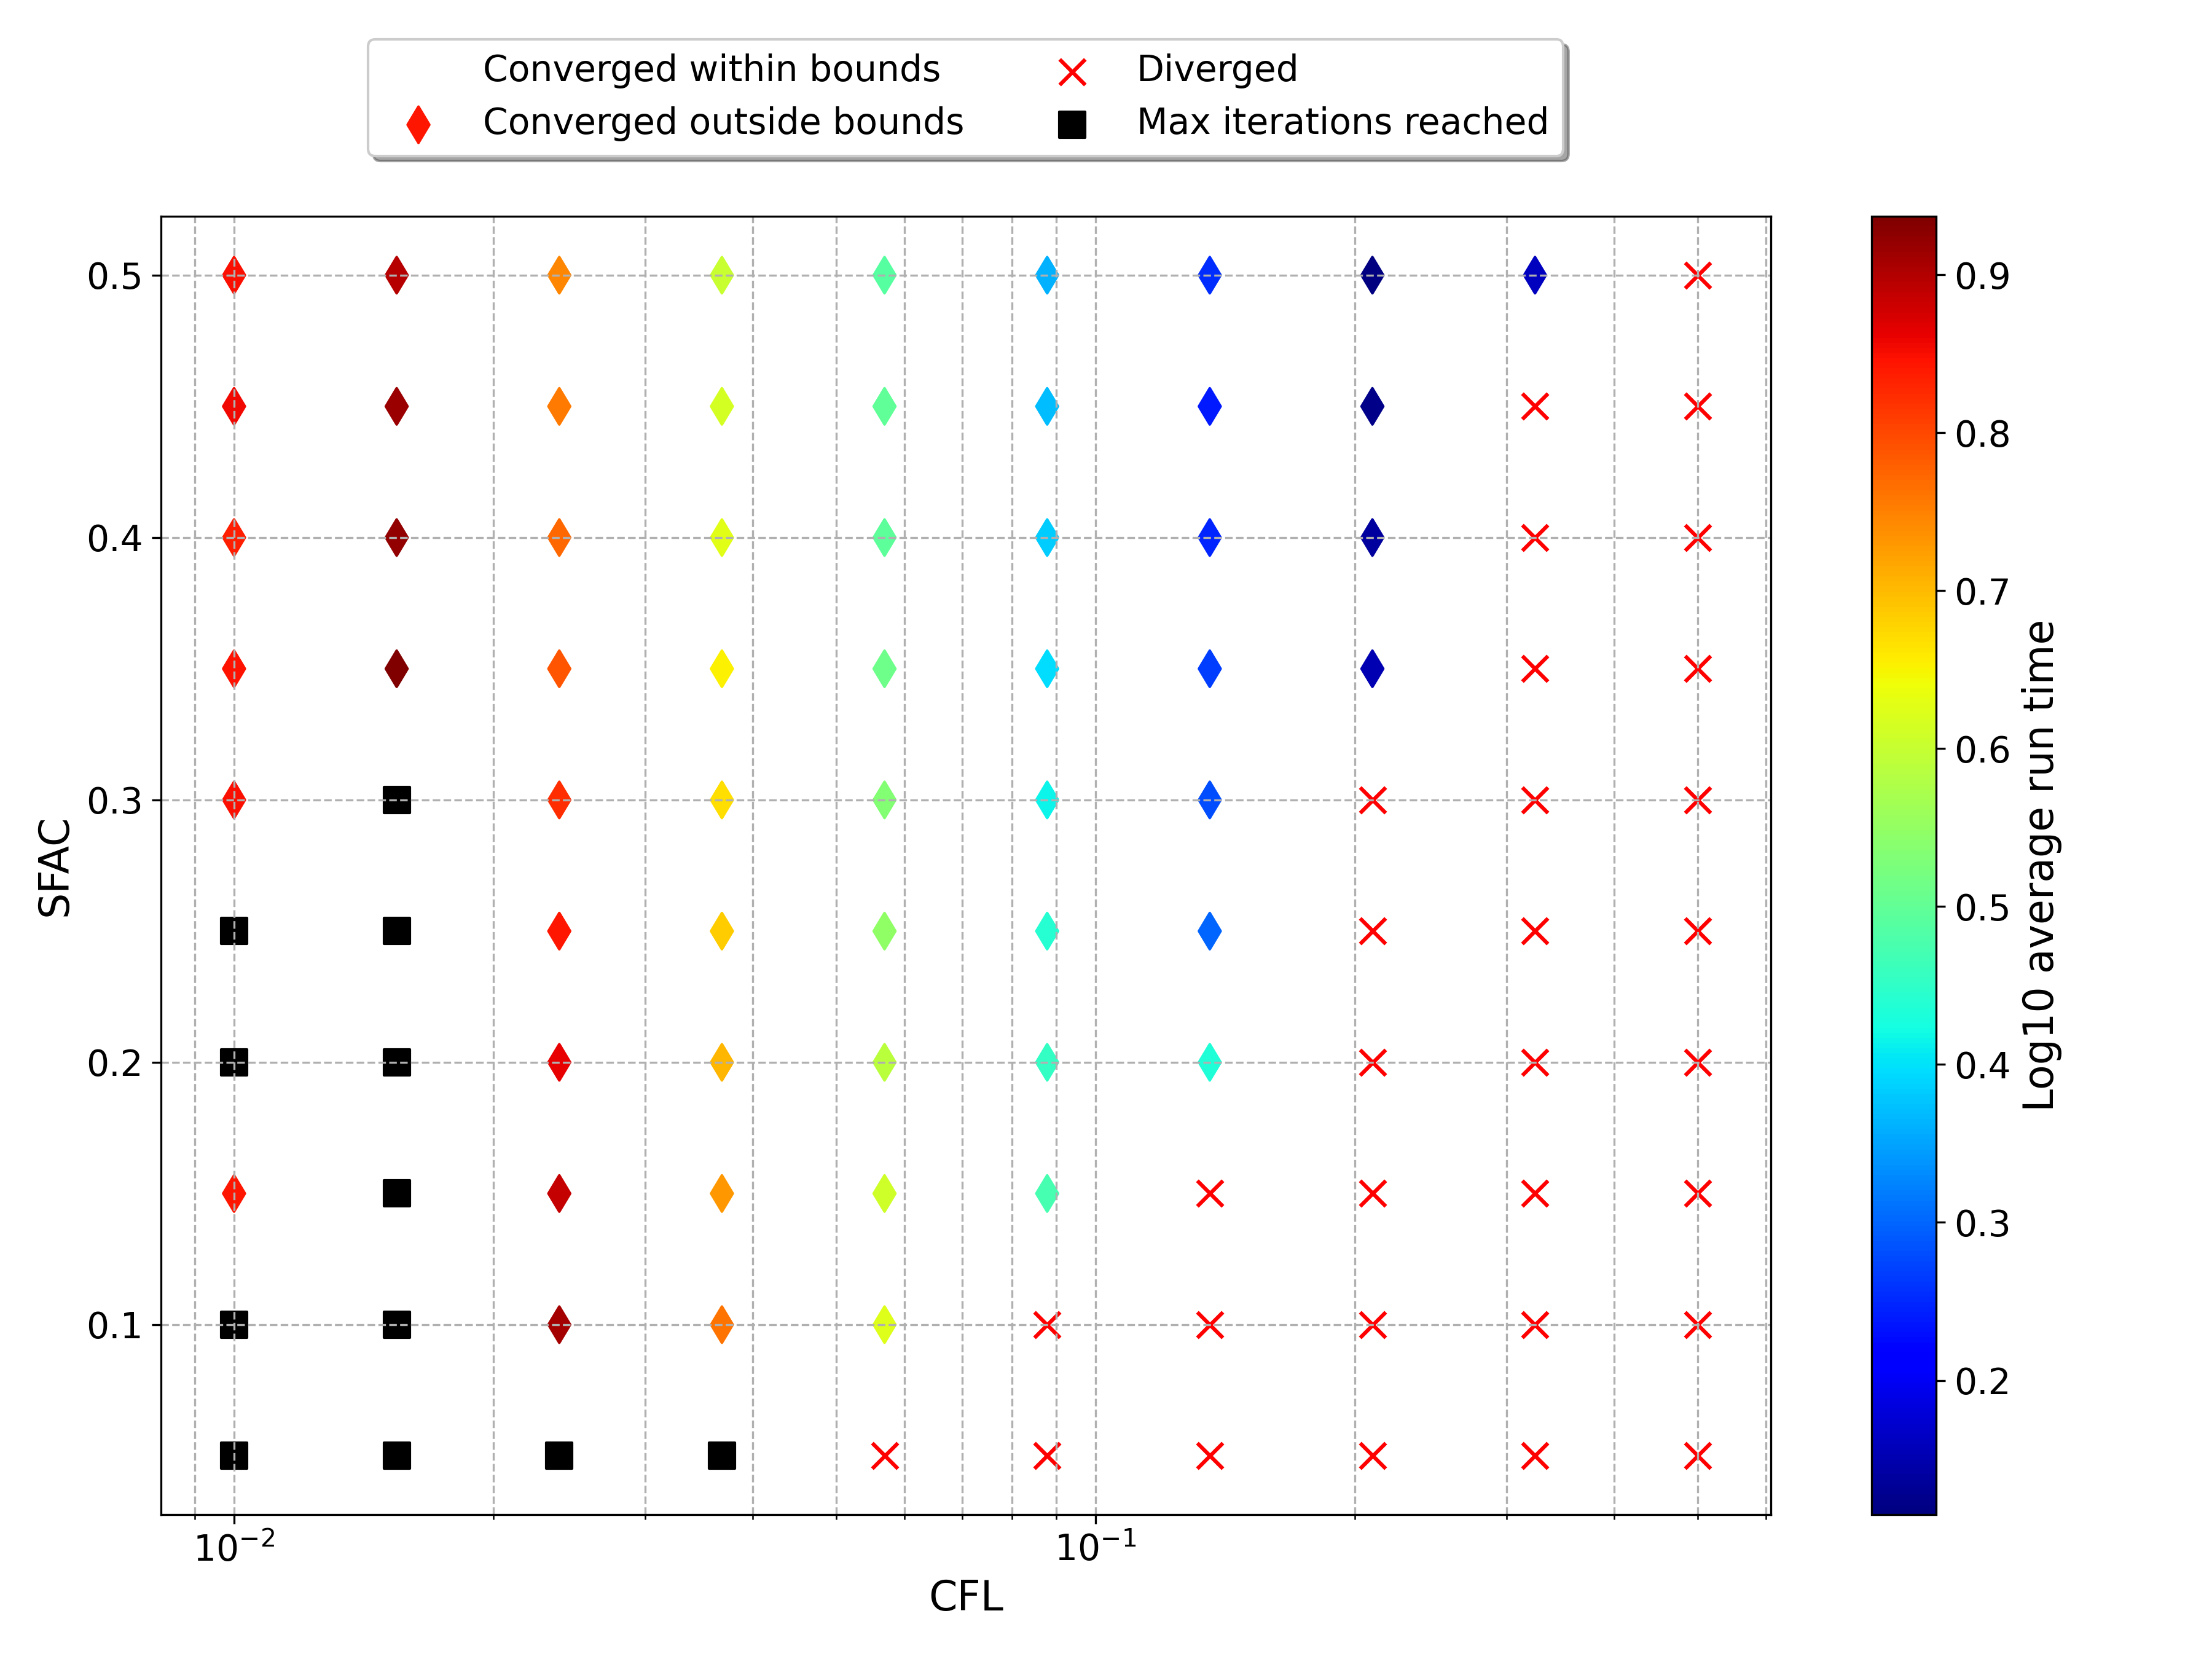 Converged within bounds
Converged outside bounds
Diverged
Max iterations reached
0.5
0.4
0.3
0.2
0.1
SFAC
10⁻²
10⁻¹
CFL
0.9
0.8
0.7
0.6
0.5
0.4
0.3
0.2
Log10 average run time